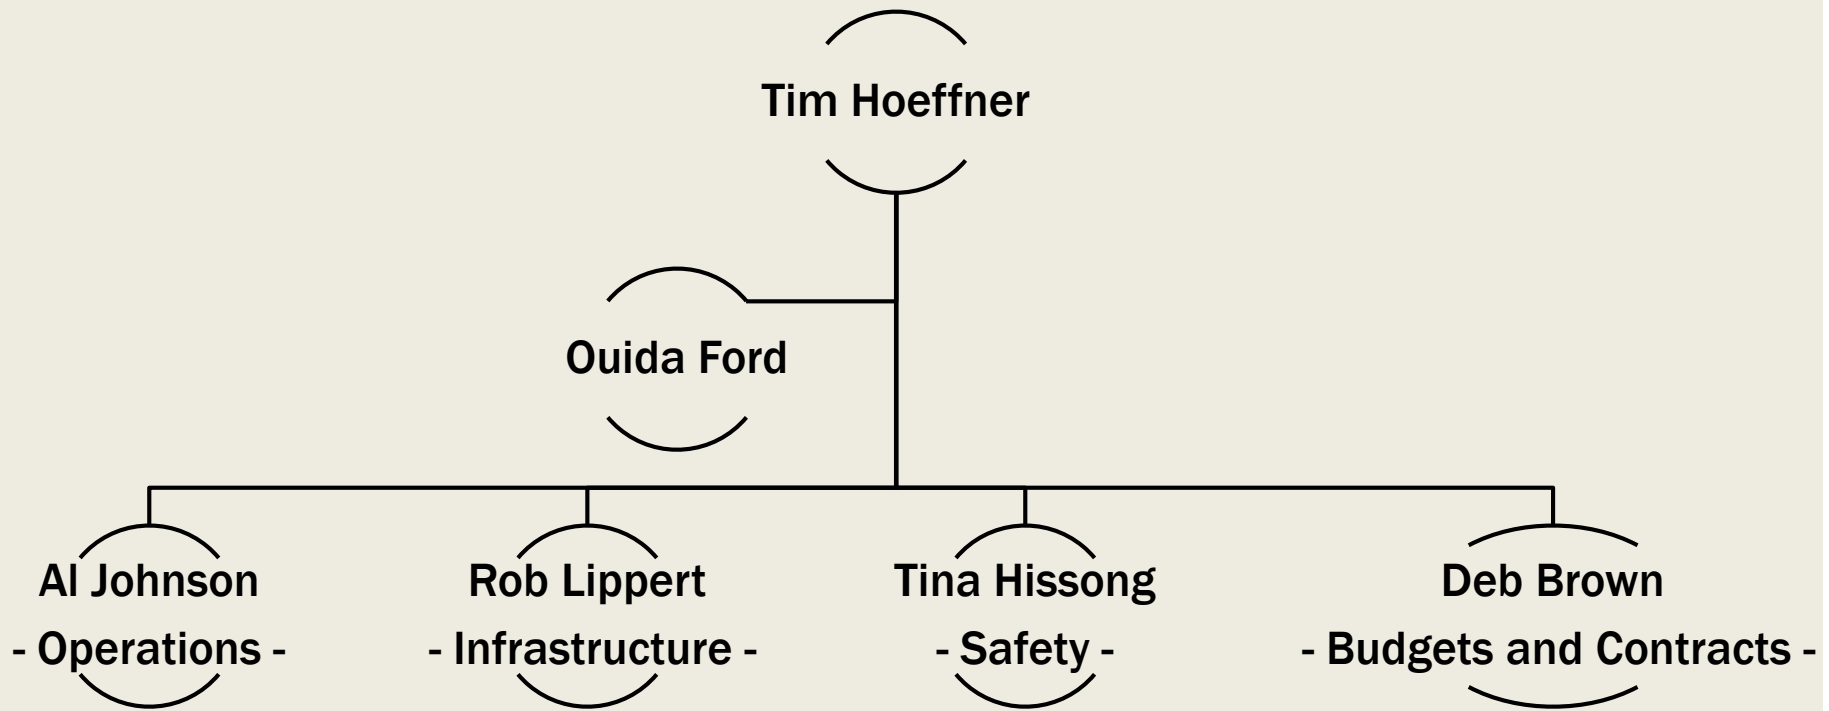 Tim Hoeffner
Ouida Ford
Al Johnson
- Operations -
Rob Lippert
- Infrastructure -
Tina Hissong
- Safety -
Deb Brown
- Budgets and Contracts -